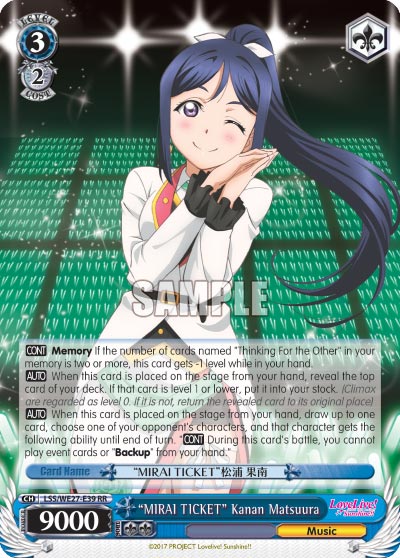 LEVEL
3
2
COST
SAMPLE
CONT Memory If the number of cards named "Thinking For the Other" in your
memory is two or more, this card gets -1 level while in your hand.
AUTO When this card is placed on the stage from your hand, reveal the top
card of your deck. If that card is level 1 or lower, put it into your stock. (Climax
are regarded as level 0. If it is not, return the revealed card to its original place)
AUTO When this card is placed on the stage from your hand, draw up to one
card, choose one of your opponent's characters, and that character gets the
following ability until end of turn. CONT During this card's battle, you cannot
play event cards or "Backup" from your hand."
Card Name
"MIRAI TICKET"松浦 果南
CH LSS/WE27-E39 RR
POWER
9000
"MIRAI TICKET" Kanan Matsuura
LoveLive!
Sunshine!!
Music
©2017 PROJECT Lovelive! Sunshine!!